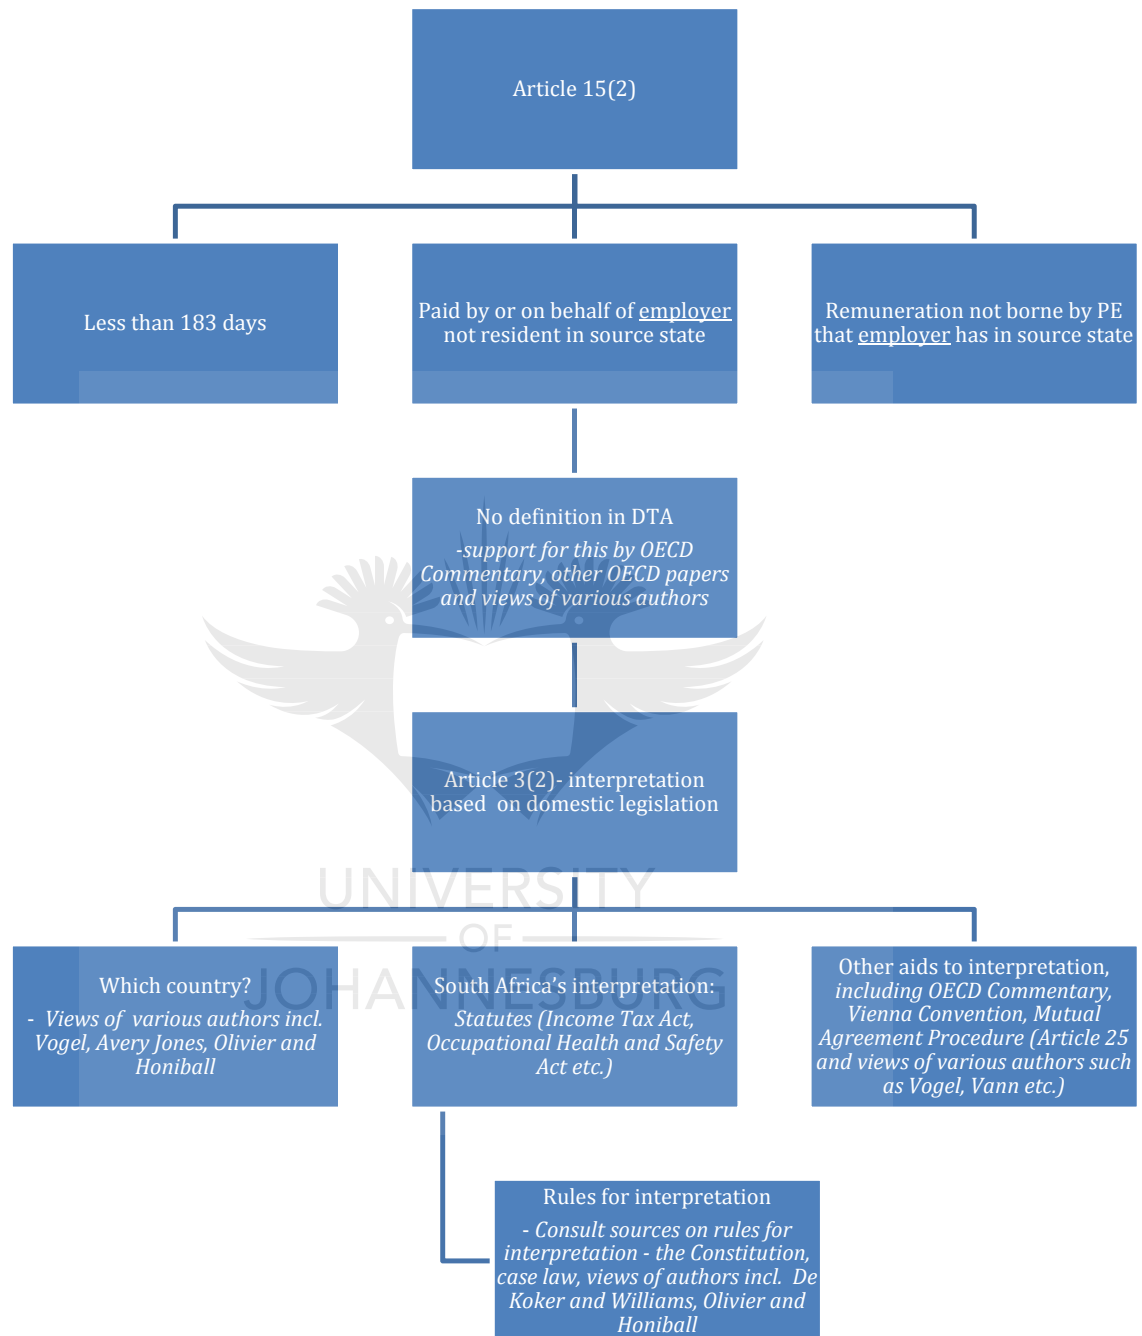 Article 15(2)
Less than 183 days
Paid by or on behalf of employer
not resident in source state
Remuneration not borne by PE
that employer has in source state
No definition in DTA
-support for this by OECD
Commentary, other OECD papers
and views of various authors
Article 3(2)- interpretation
based on domestic legislation
UNIVERSITY
OF
JOHANNESBURG
Which country?
- Views of various authors incl.
Vogel, Avery Jones, Olivier and
Honiball
South Africa's interpretation:
Statutes (Income Tax Act,
Occupational Health and Safety
Act etc.)
Other aids to interpretation,
including OECD Commentary,
Vienna Convention, Mutual
Agreement Procedure (Article 25
and views of various authors such
as Vogel, Vann etc.)
Rules for interpretation
- Consult sources on rules for
interpretation - the Constitution,
case law, views of authors incl. De
Koker and Williams, Olivier and
Honiball